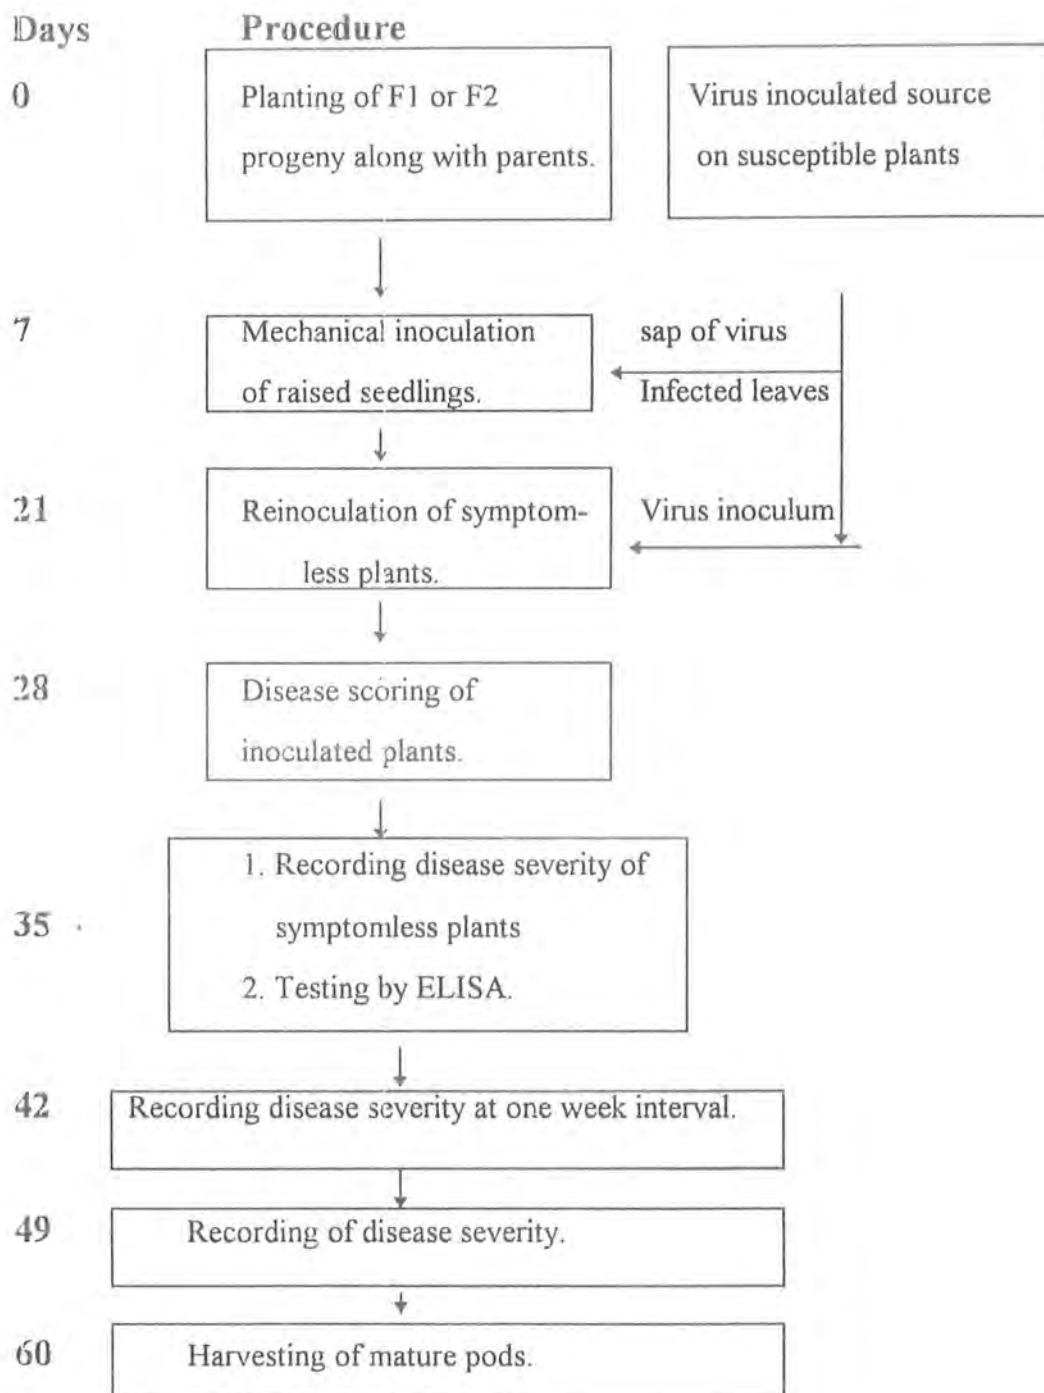 Days Procedure
0
Planting of F1 or F2
progeny along with parents.
Virus inoculated source
on susceptible plants
7
Mechanical inoculation
of raised seedlings.
sap of virus
Infected leaves
21
Reinoculation of symptom-
less plants.
Virus inoculum
28
Disease scoring of
inoculated plants.
35
1. Recording disease severity of
symptomless plants
2. Testing by ELISA.
42
Recording disease severity at one week interval.
49
Recording of disease severity.
60
Harvesting of mature pods.